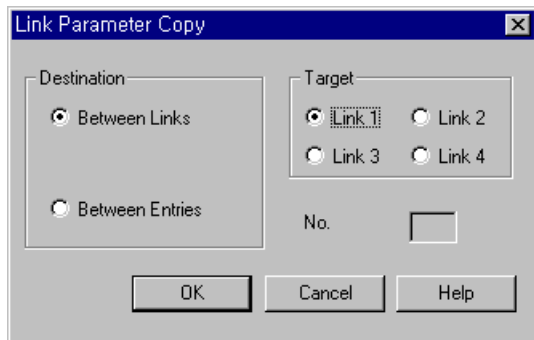 Link Parameter Copy
Destination
Between Links
Between Entries
Target
Link 1 Link 2
Link 3 Link 4
No.
OK Cancel Help